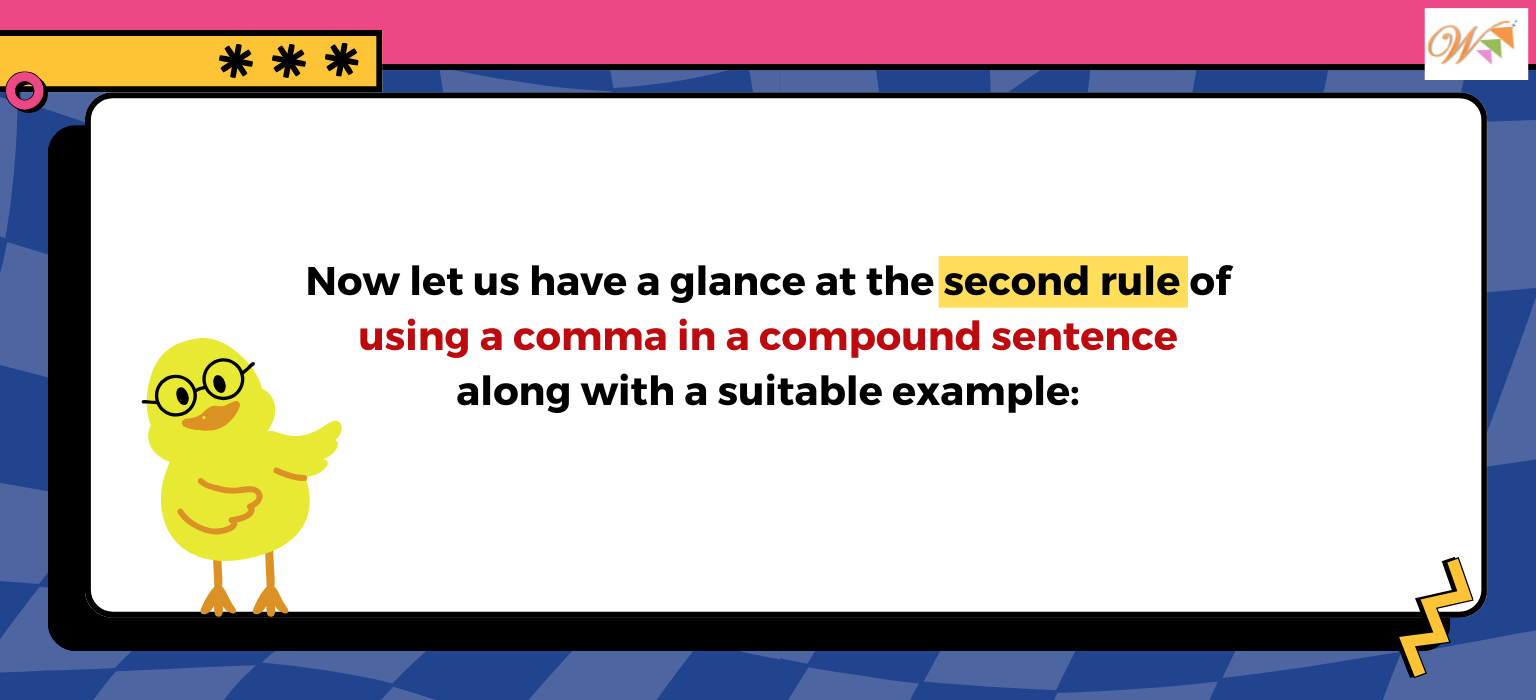 W
Now let us have a glance at the second rule of
using a comma in a compound sentence
along with a suitable example: